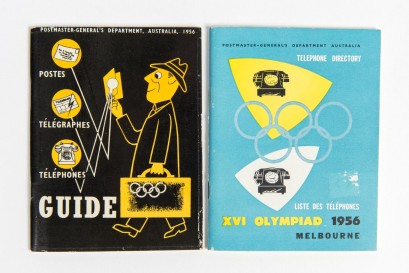 POSTMASTER-GENERAL'S DEPARTMENT, AUSTRALIA, 1956
POSTES
TÉLÉGRAPHES
TÉLÉPHONES
GUIDE
POSTMASTER-GENERAL'S DEPARTMENT AUSTRALIA
TELEPHONE DIRECTORY
LISTE DES TÉLÉPHONES
XVI OLYMPIAD 1956
MELBOURNE